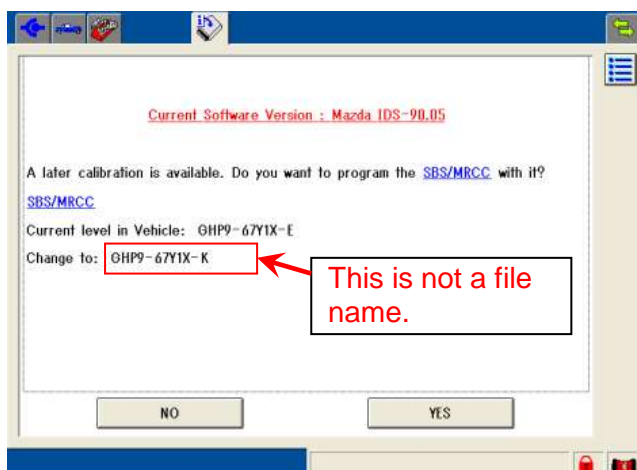 Current Software Version : Mazda IDS-90.05
A later calibration is available. Do you want to program the SBS/MRCC with it?
SBS/MRCC
Current level in Vehicle: GHP9-67Y1X-E
Change to: GHP9-67Y1X-K
This is not a file
name.
NO
YES